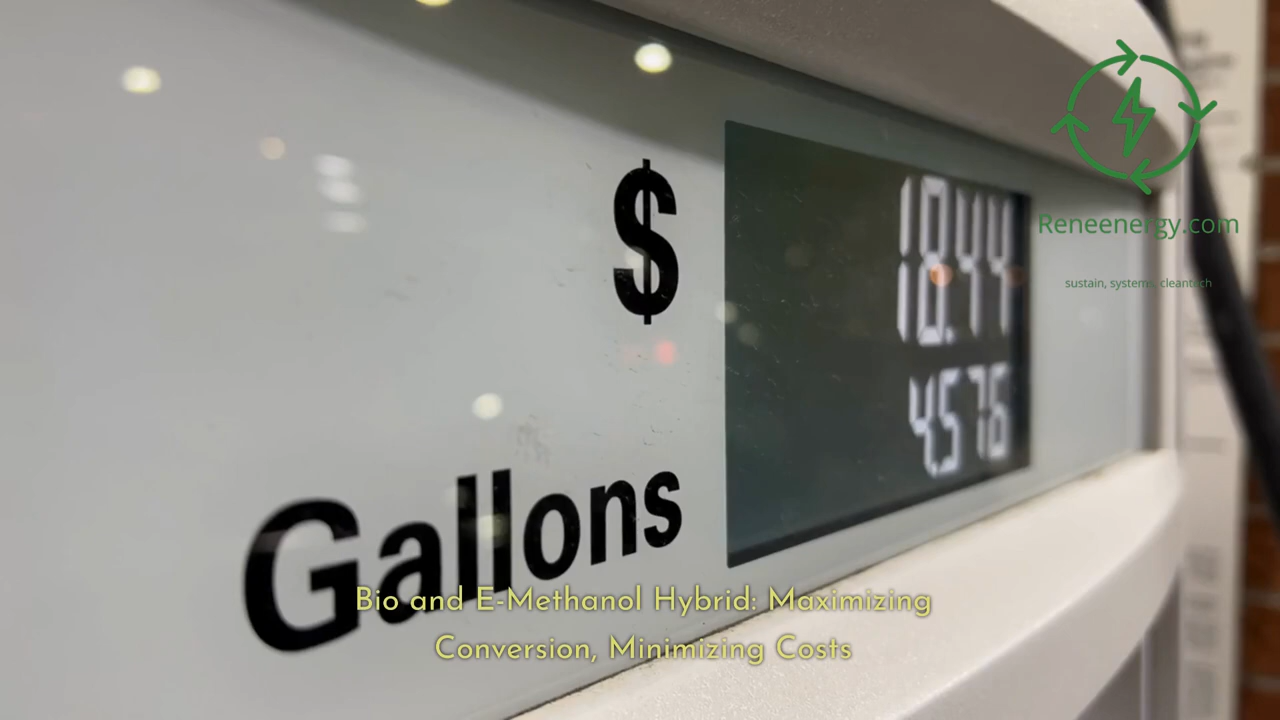 $ 18.44
4.576
Gallons
Reneenergy.com
sustain, systems, cleantech
Bio and E-Methanol Hybrid: Maximizing
Conversion, Minimizing Costs